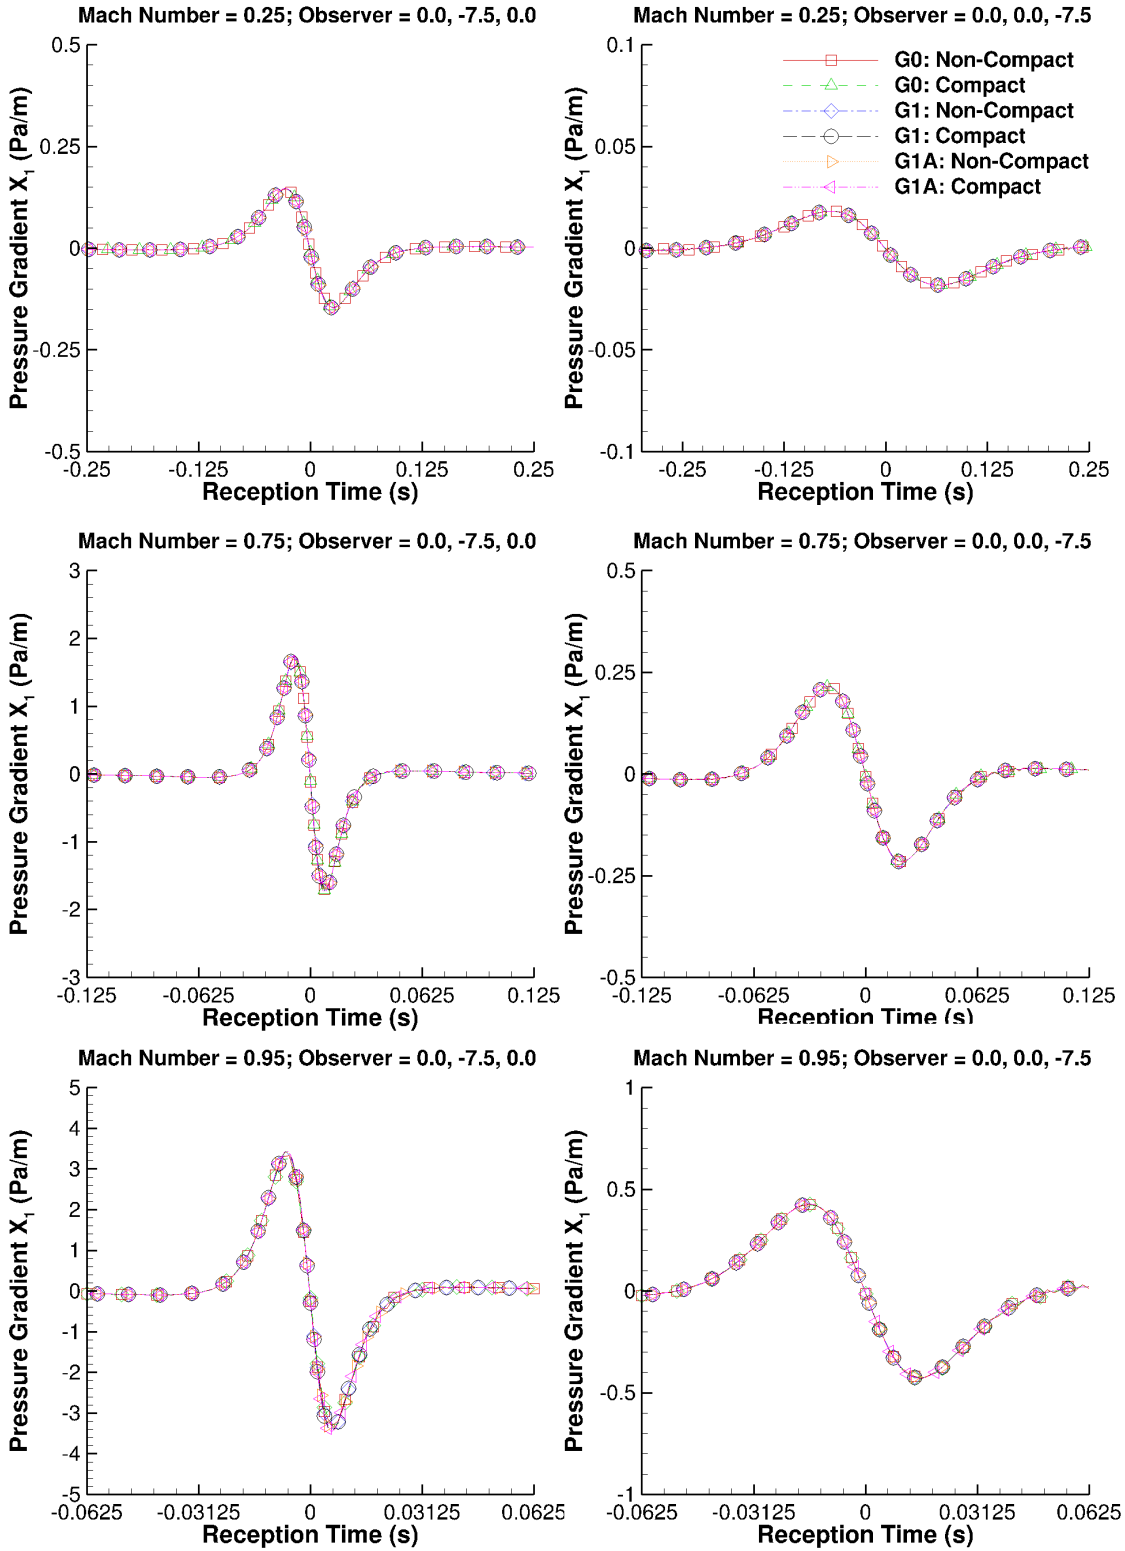 Mach Number = 0.25; Observer = 0.0, -7.5, 0.0
Pressure Gradient X1 (Pa/m)
0.5
0.25
0
-0.25
-0.5
-0.25 -0.125 0 0.125 0.25
Reception Time (s)
Mach Number = 0.25; Observer = 0.0, 0.0, -7.5
Pressure Gradient X1 (Pa/m)
0.1
0.05
0
-0.05
-0.1
G0: Non-Compact
G0: Compact
G1: Non-Compact
G1: Compact
G1A: Non-Compact
G1A: Compact
-0.25 -0.125 0 0.125 0.25
Reception Time (s)
Mach Number = 0.75; Observer = 0.0, -7.5, 0.0
Pressure Gradient X1 (Pa/m)
3
2
1
0
-1
-2
-3
-0.125 -0.0625 0 0.0625 0.125
Reception Time (s)
Mach Number = 0.75; Observer = 0.0, 0.0, -7.5
Pressure Gradient X1 (Pa/m)
0.5
0.25
0
-0.25
-0.5
-0.125 -0.0625 0 0.0625 0.125
Reception Time (s)
Mach Number = 0.95; Observer = 0.0, -7.5, 0.0
Pressure Gradient X1 (Pa/m)
5
4
3
2
1
0
-1
-2
-3
-4
-5
-0.0625 -0.03125 0 0.03125 0.0625
Reception Time (s)
Mach Number = 0.95; Observer = 0.0, 0.0, -7.5
Pressure Gradient X1 (Pa/m)
1
0.5
0
-0.5
-1
-0.0625 -0.03125 0 0.03125 0.0625
Reception Time (s)